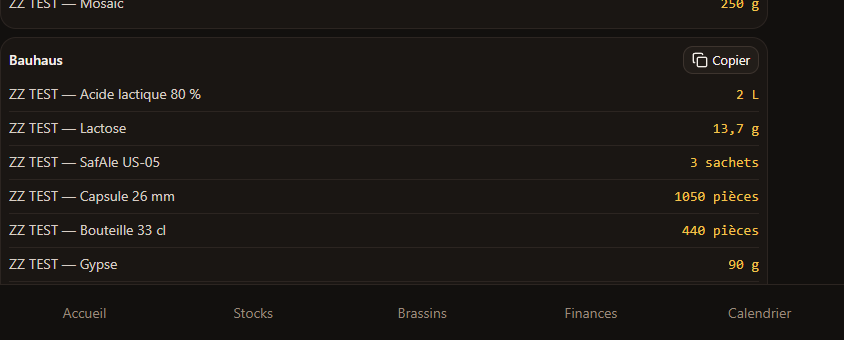 ZZ TEST — Mosaic 250 g
Bauhaus Copier
ZZ TEST — Acide lactique 80 % 2 L
ZZ TEST — Lactose 13,7 g
ZZ TEST — SafAle US-05 3 sachets
ZZ TEST — Capsule 26 mm 1050 pièces
ZZ TEST — Bouteille 33 cl 440 pièces
ZZ TEST — Gypse 90 g
Accueil Stocks Brassins Finances Calendrier